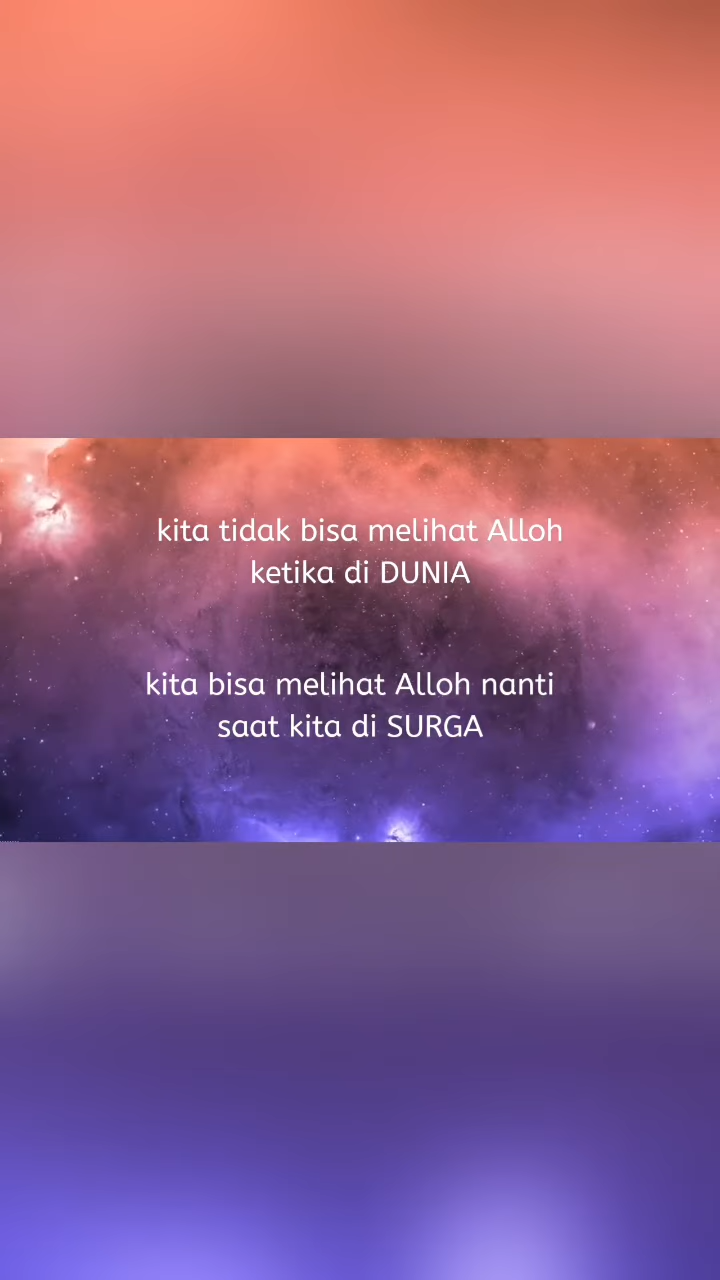 kita tidak bisa melihat Alloh
ketika di DUNIA
kita bisa melihat Alloh nanti
saat kita di SURGA